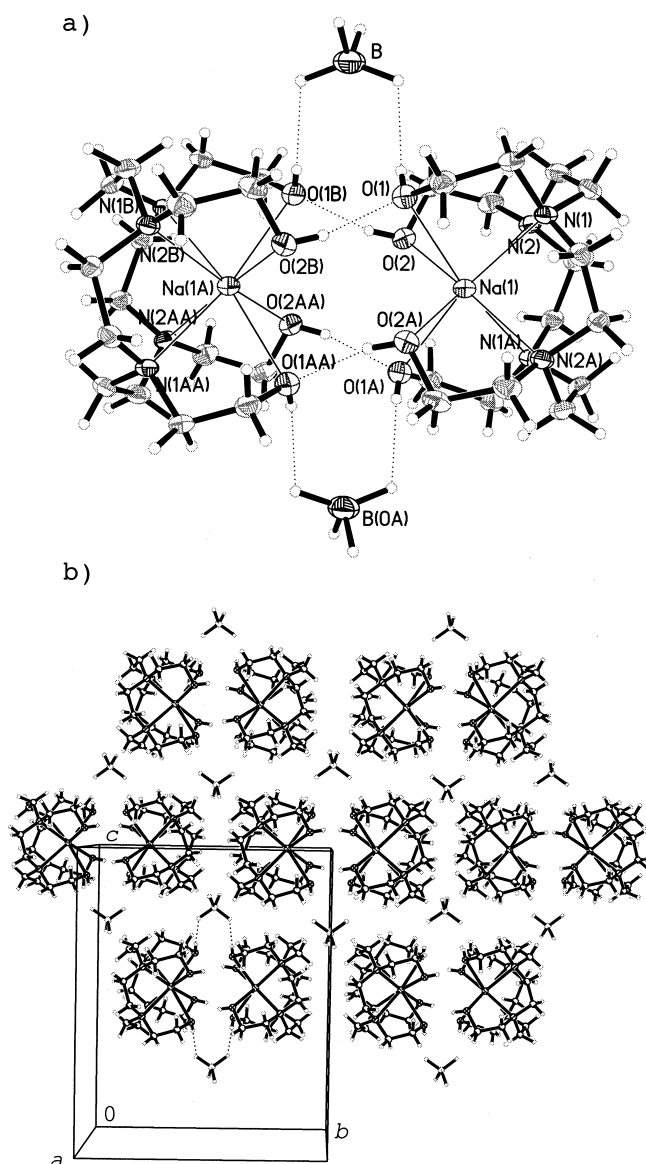 a)
B
O(1B) O(1)
N(1B) N(1)
N(2B) O(2B) O(2) N(2)
Na(1A) Na(1)
O(2AA)
N(2AA) O(2A) N(1A)
N(1AA) O(1AA) O(1A) N(2A)
B(0A)
b)
c
0
b
a